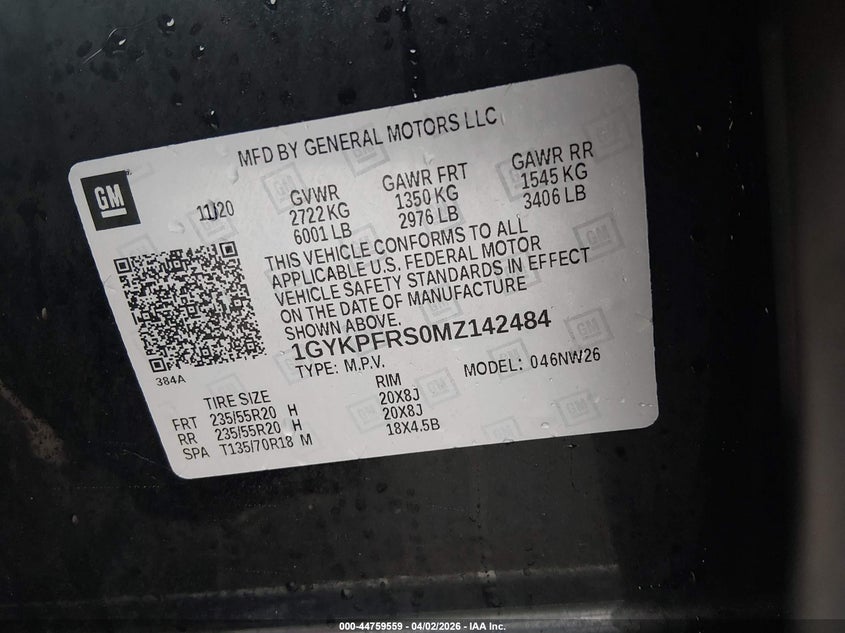 MFD BY GENERAL MOTORS LLC
GM
11/20
GVWR
2722 KG
6001 LB
GAWR FRT
1350 KG
2976 LB
GAWR RR
1545 KG
3406 LB
THIS VEHICLE CONFORMS TO ALL
APPLICABLE U.S. FEDERAL MOTOR
VEHICLE SAFETY STANDARDS IN EFFECT
ON THE DATE OF MANUFACTURE
SHOWN ABOVE.
1GYKPFRS0MZ142484
TYPE: M.P.V. MODEL: 046NW26
384A
TIRE SIZE RIM
FRT 235/55R20 H 20X8J
RR 235/55R20 H 20X8J
SPA T135/70R18 M 18X4.5B
000-44759559 - 04/02/2026 - IAA Inc.